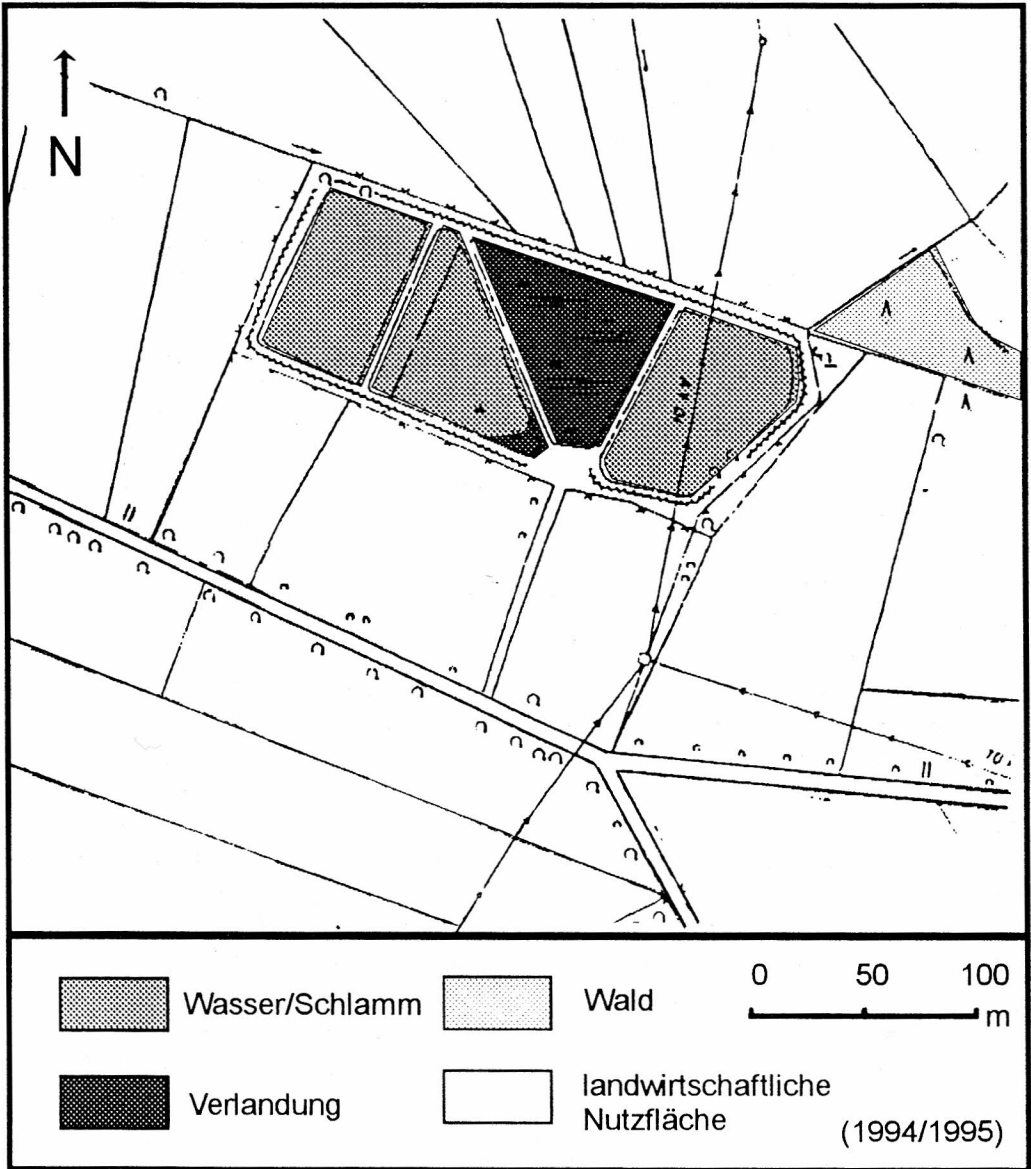 N
Wasser/Schlamm
Wald
0 50 100
m
Verlandung
landwirtschaftliche
Nutzfläche
(1994/1995)